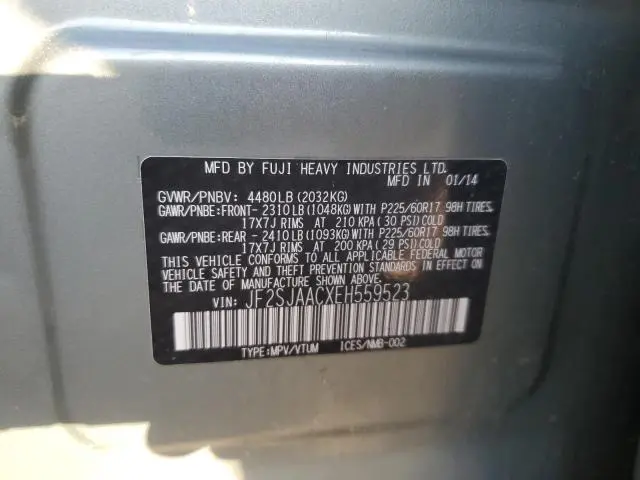 MFD BY FUJI HEAVY INDUSTRIES LTD.
MFD IN 01/14
GVWR/PNBV: 4480LB(2032KG)
GAWR/PNBE:FRONT- 2310LB(1048KG)WITH P225/60R17 98H TIRES,
17X7J RIMS AT 210 KPA(30 PSI)COLD
GAWR/PNBE:REAR - 2410LB(1093KG)WITH P225/60R17 98H TIRES,
17X7J RIMS AT 200 KPA(29 PSI)COLD
THIS VEHICLE CONFORMS TO ALL APPLICABLE FEDERAL MOTOR
VEHICLE SAFETY AND THEFT PREVENTION STANDARDS IN EFFECT ON
THE DATE OF MANUFACTURE SHOWN ABOVE.
VIN: JF2SJAACXEH559523
TYPE:MPV/VTUM ICES/NMB-002